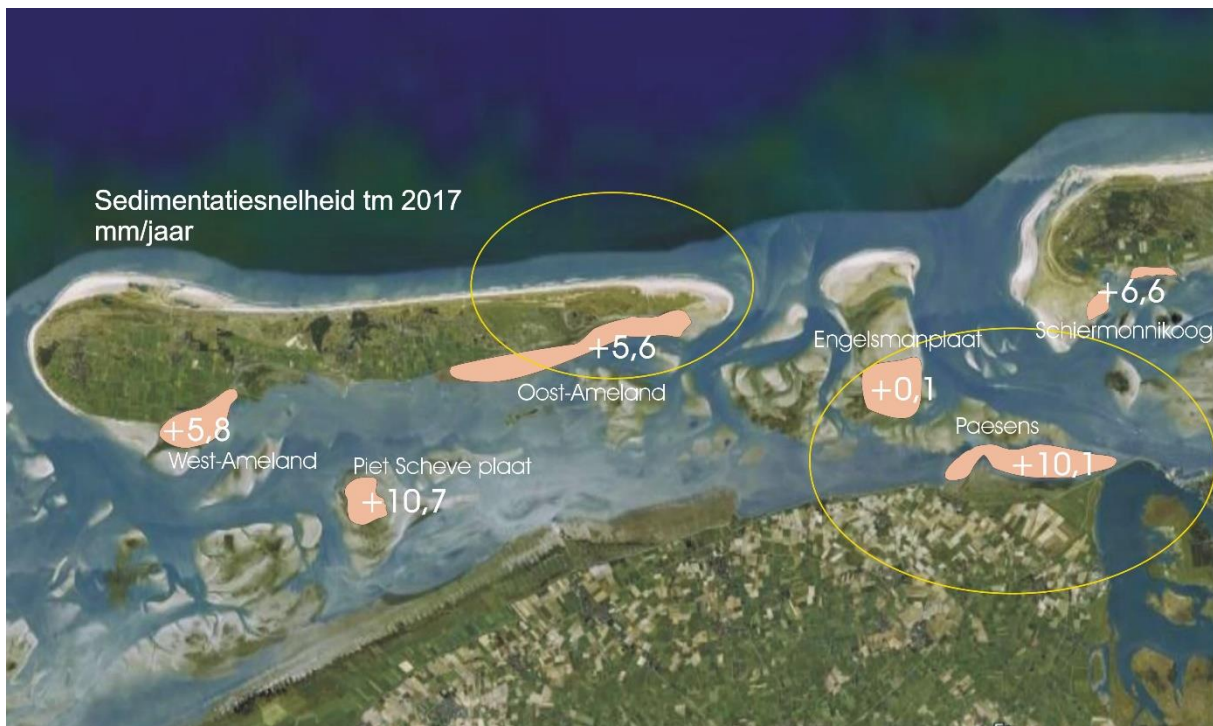 Sedimentatiesnelheid tm 2017
mm/jaar
+6,6
Schiermonnikoog
Engelsmanplaat
+5,6
+0,1
Oost-Ameland
+5,8
Paesens
West-Ameland
Piet Scheve plaat
+10,1
+10,7